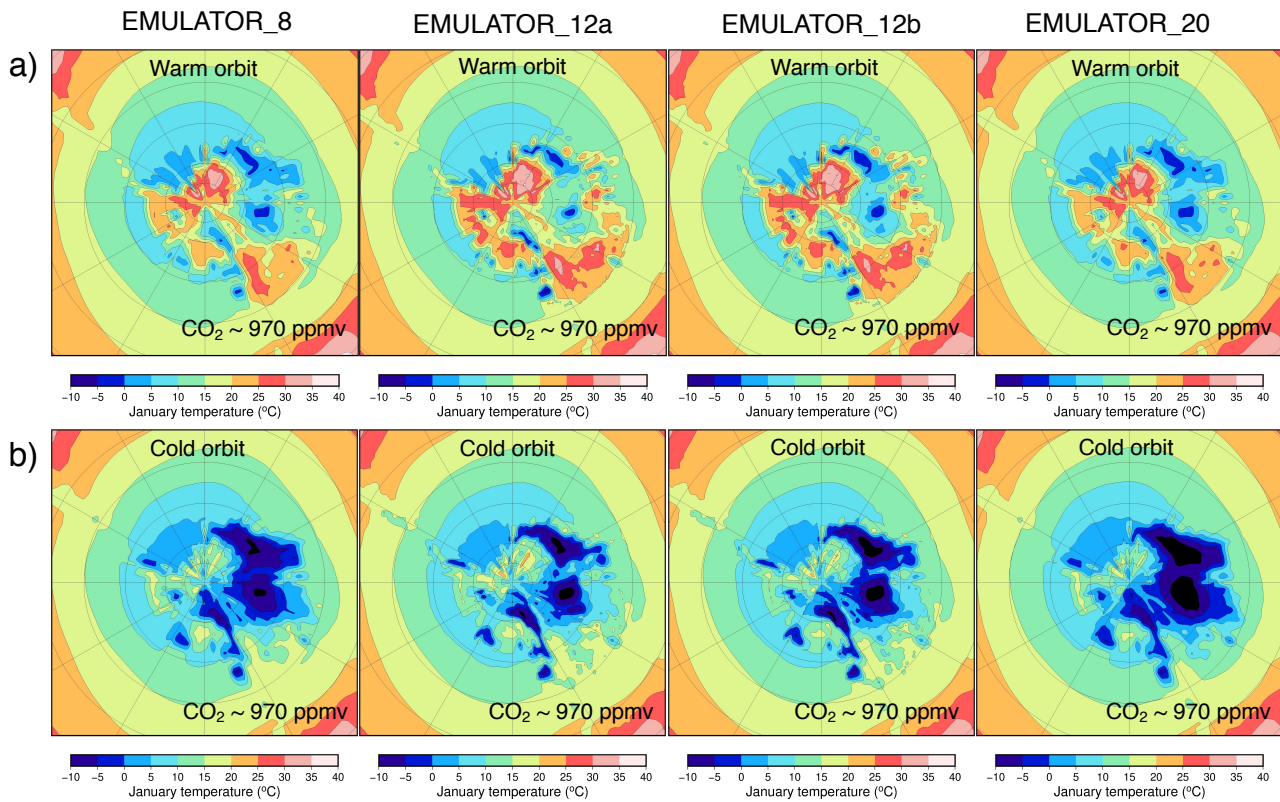 EMULATOR_8 EMULATOR_12a EMULATOR_12b EMULATOR_20
a)
Warm orbit Warm orbit Warm orbit Warm orbit
CO₂ ~ 970 ppmv CO₂ ~ 970 ppmv CO₂ ~ 970 ppmv CO₂ ~ 970 ppmv
−10 −5 0 5 10 15 20 25 30 35 40 −10 −5 0 5 10 15 20 25 30 35 40 −10 −5 0 5 10 15 20 25 30 35 40 −10 −5 0 5 10 15 20 25 30 35 40
January temperature (°C) January temperature (°C) January temperature (°C) January temperature (°C)
b)
Cold orbit Cold orbit Cold orbit Cold orbit
CO₂ ~ 970 ppmv CO₂ ~ 970 ppmv CO₂ ~ 970 ppmv CO₂ ~ 970 ppmv
−10 −5 0 5 10 15 20 25 30 35 40 −10 −5 0 5 10 15 20 25 30 35 40 −10 −5 0 5 10 15 20 25 30 35 40 −10 −5 0 5 10 15 20 25 30 35 40
January temperature (°C) January temperature (°C) January temperature (°C) January temperature (°C)